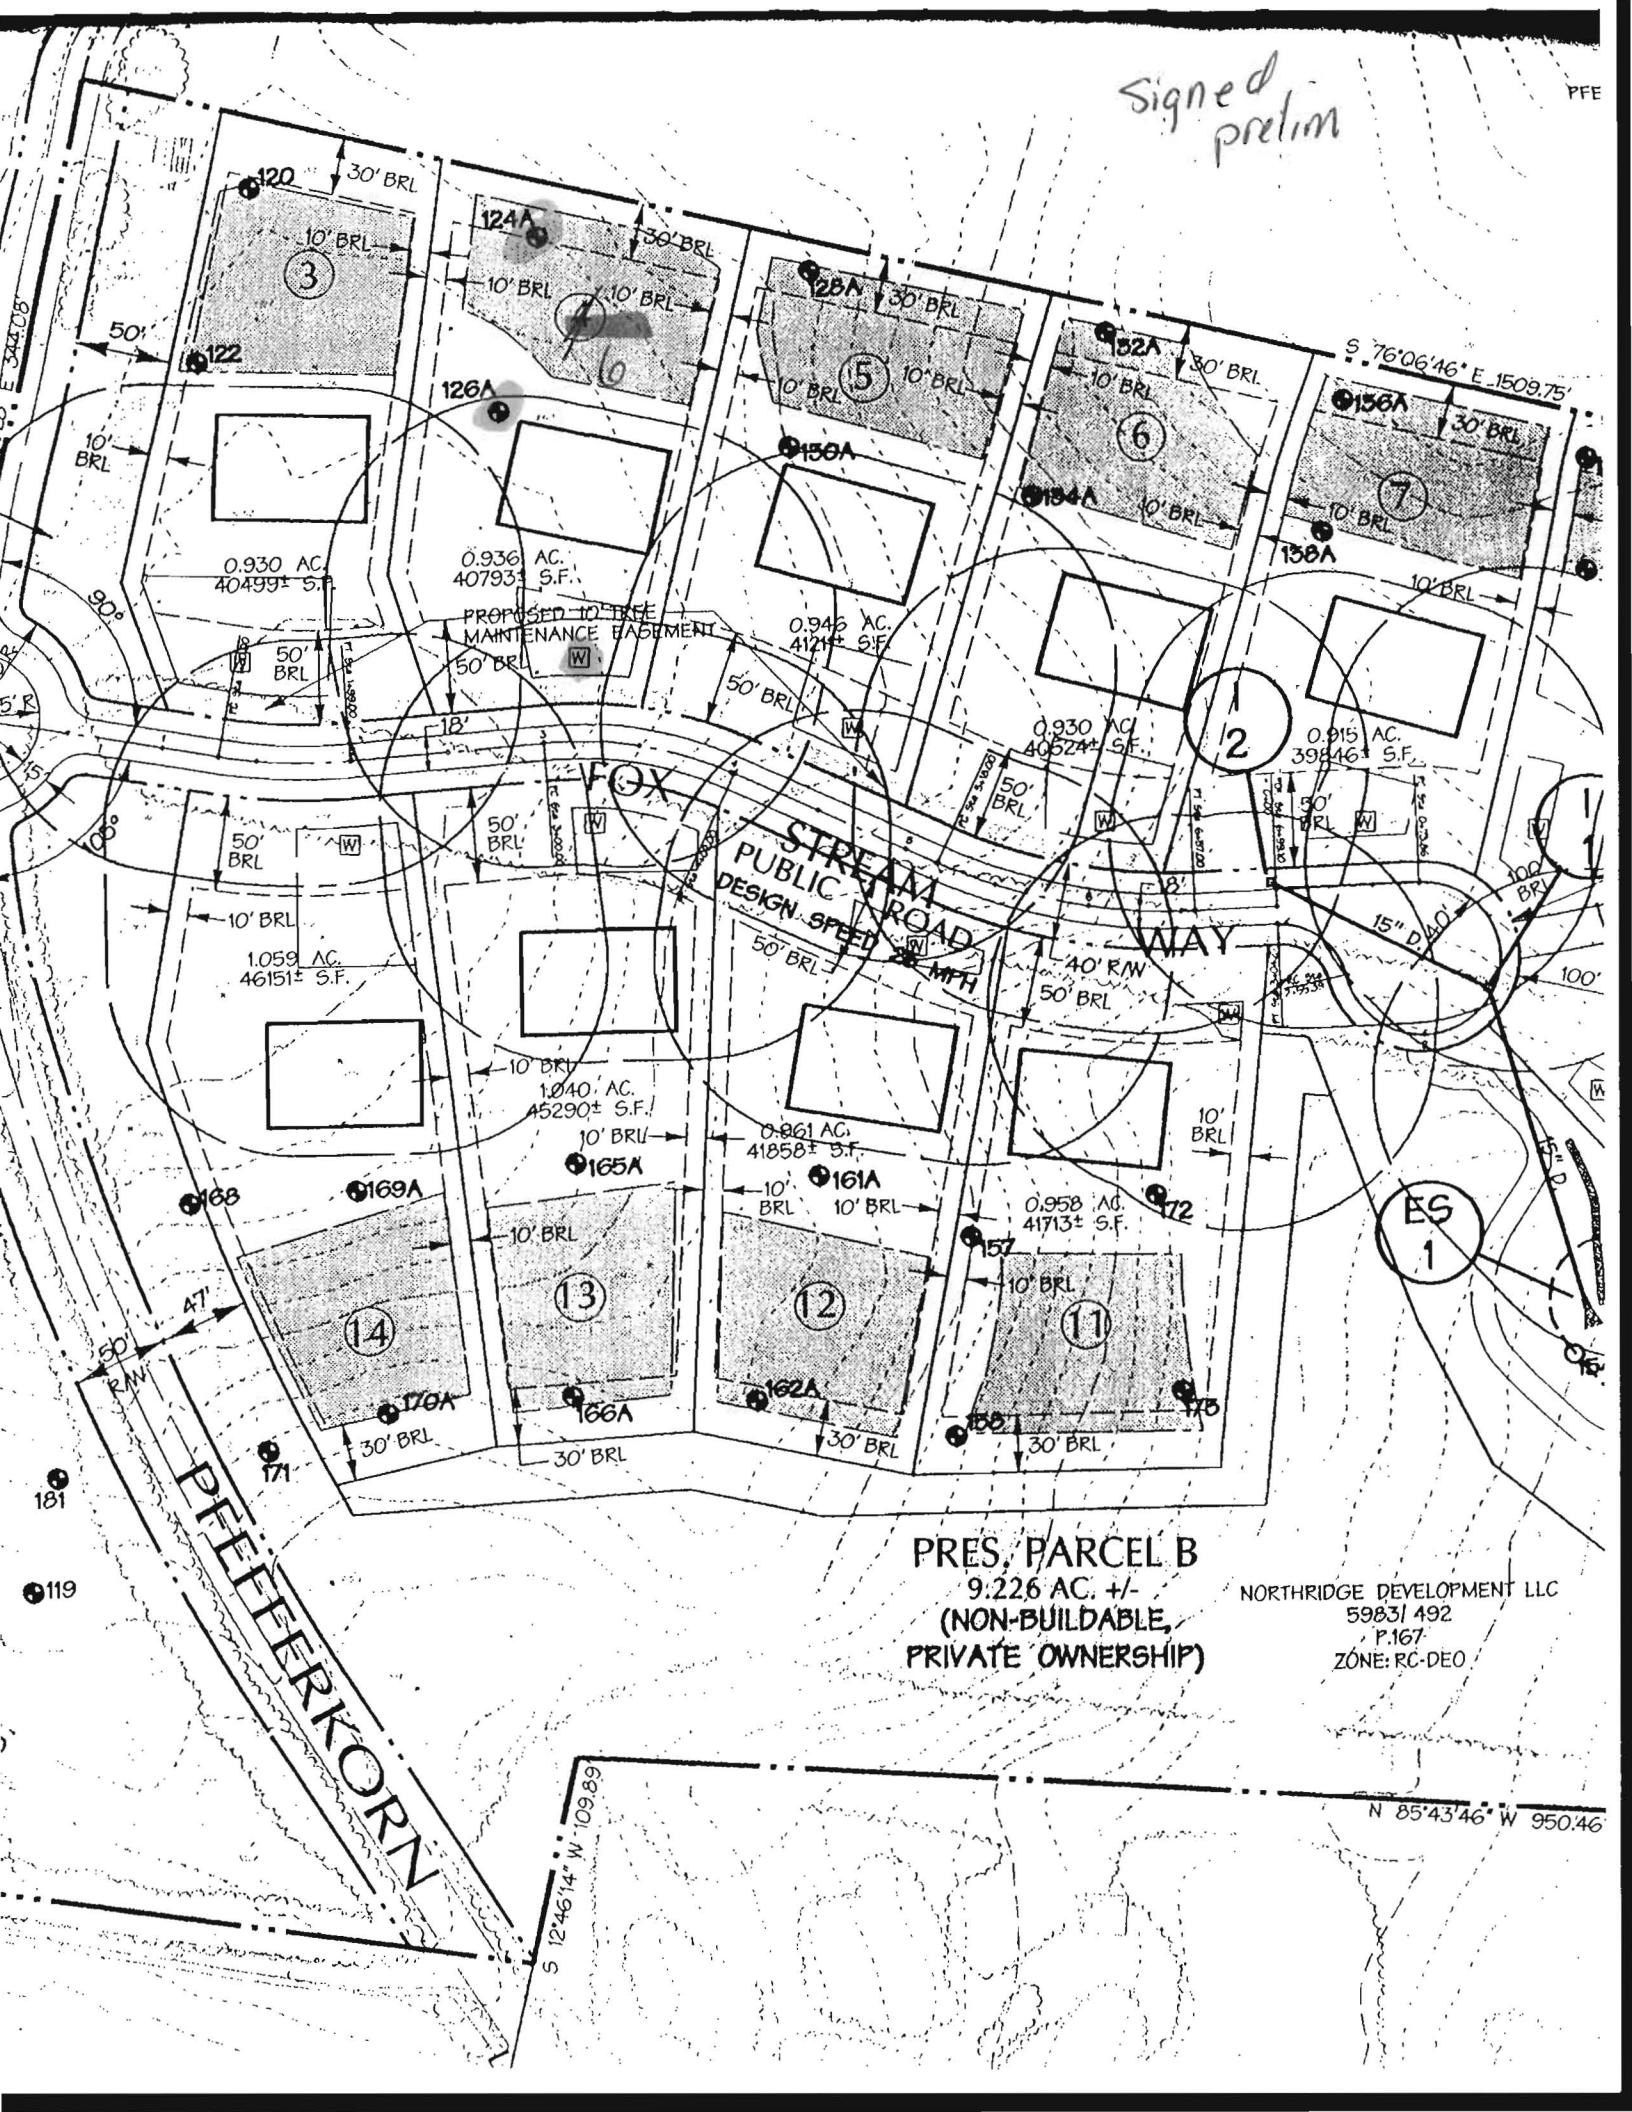 Signed
prelim
PFE
120
30' BRL
10' BRL
3
124A
30' BRL
10' BRL
10' BRL
6
128A
30' BRL
5
10' BRL
10' BRL
132A
30' BRL
10' BRL
6
10' BRL
S 76°06'46" E 1509.75'
136A
30' BRL
7
10' BRL
138A
10' BRL
50'
122
126A
130A
134A
10'
BRL
0.930 AC.
40499± S.F.
0.936 AC.
40793± S.F.
PROPOSED 10' TREE
MAINTENANCE EASEMENT
0.946 AC.
0.930 AC.
40524± S.F.
0.915 AC.
39846± S.F.
1
2
90°
50'
BRL
W
50' BRL
W
50' BRL
W
50'
BRL
W
50'
BRL
W
W
5' R
15'
18'
105°
50'
BRL
W
50'
BRL
W
FOX
STREAM
WAY
PUBLIC ROAD
DESIGN SPEED 25 MPH
18'
40' R/W
50' BRL
W
50' BRL
W
100'
BRL
15" D
100'
W
15" D
10' BRL
1.059 AC.
46151± S.F.
10' BRL
1.040 AC.
45290± S.F.
10' BRL
0.961 AC.
41858± S.F.
10'
BRL
10'
BRL
10' BRL
0.958 AC.
41713± S.F.
165A
161A
168
169A
172
157
ES
1
10' BRL
10' BRL
14
13
12
11
47'
50'
R/W
170A
166A
162A
158
173
30' BRL
30' BRL
30' BRL
30' BRL
171
181
119
PFEFFERKORN
PRES. PARCEL B
9.226 AC. +/-
(NON-BUILDABLE,
PRIVATE OWNERSHIP)
NORTHRIDGE DEVELOPMENT LLC
5983/ 492
P.167
ZONE: RC-DEO
S 12°46'14" W 109.89
N 85°43'46" W 950.46